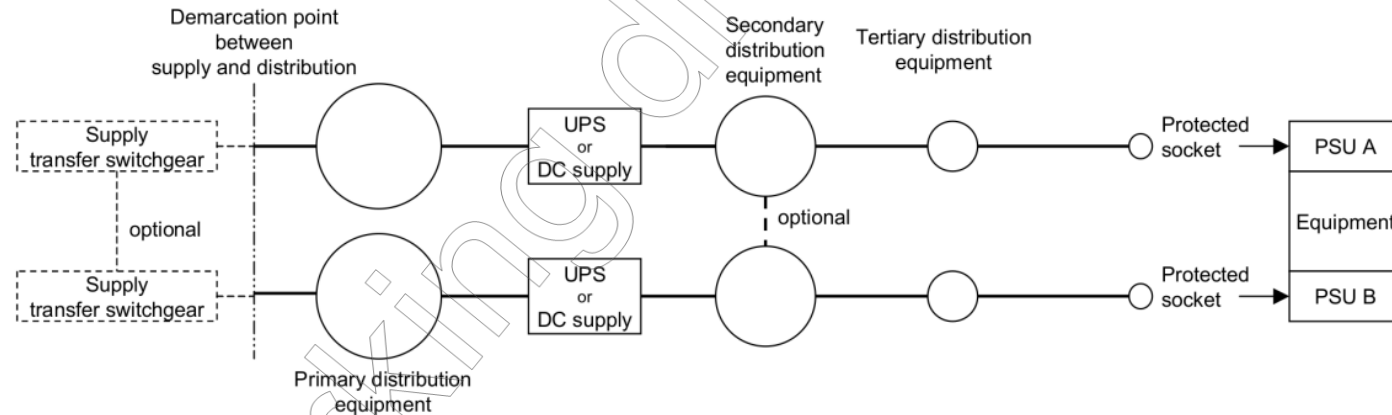 Demarcation point
between
supply and distribution
Secondary
distribution
equipment
Tertiary distribution
equipment
Supply
transfer switchgear
UPS
or
DC supply
Protected
socket
PSU A
optional
optional
Equipment
Supply
transfer switchgear
UPS
or
DC supply
Protected
socket
PSU B
Primary distribution
equipment